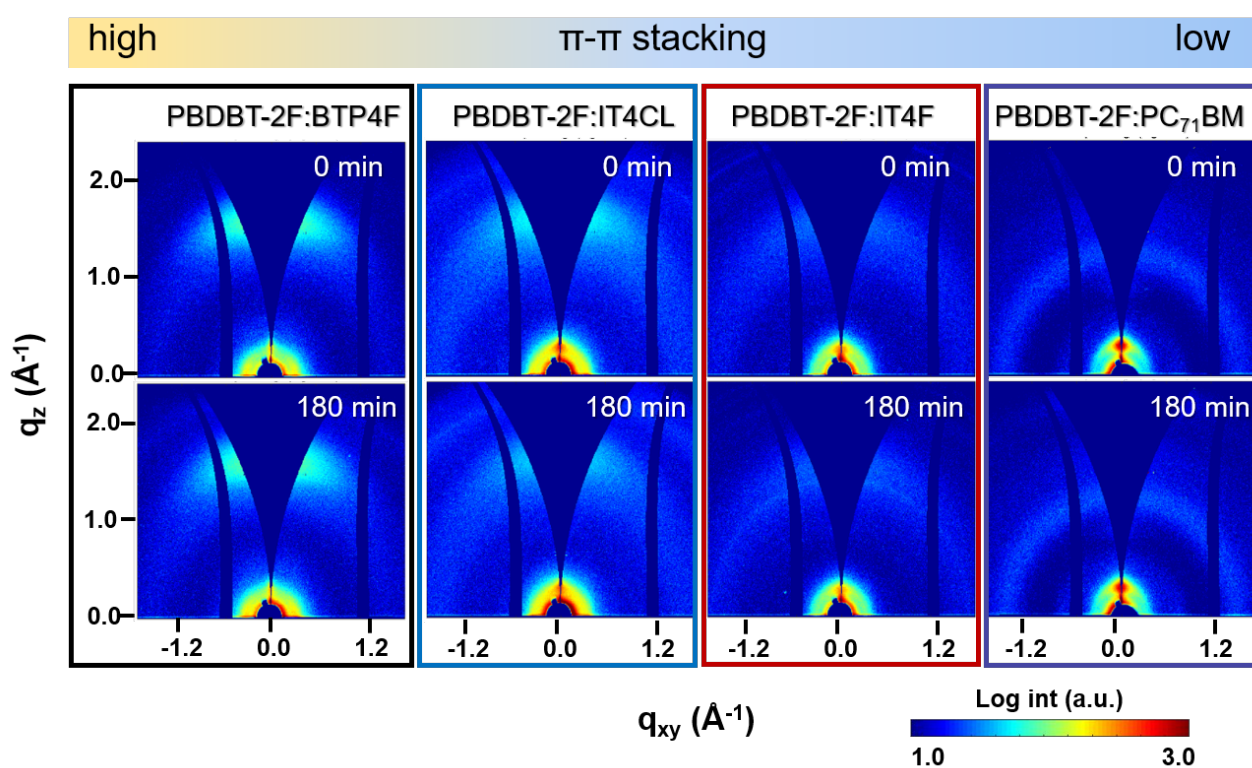 high π-π stacking low
PBDBT-2F:BTP4F PBDBT-2F:IT4CL PBDBT-2F:IT4F PBDBT-2F:PC₇₁BM
0 min 0 min 0 min 0 min
2.0
1.0
0.0
180 min 180 min 180 min 180 min
2.0
1.0
0.0
-1.2 0.0 1.2 -1.2 0.0 1.2 -1.2 0.0 1.2 -1.2 0.0 1.2
q_z (Å⁻¹)
q_xy (Å⁻¹)
Log int (a.u.)
1.0 3.0